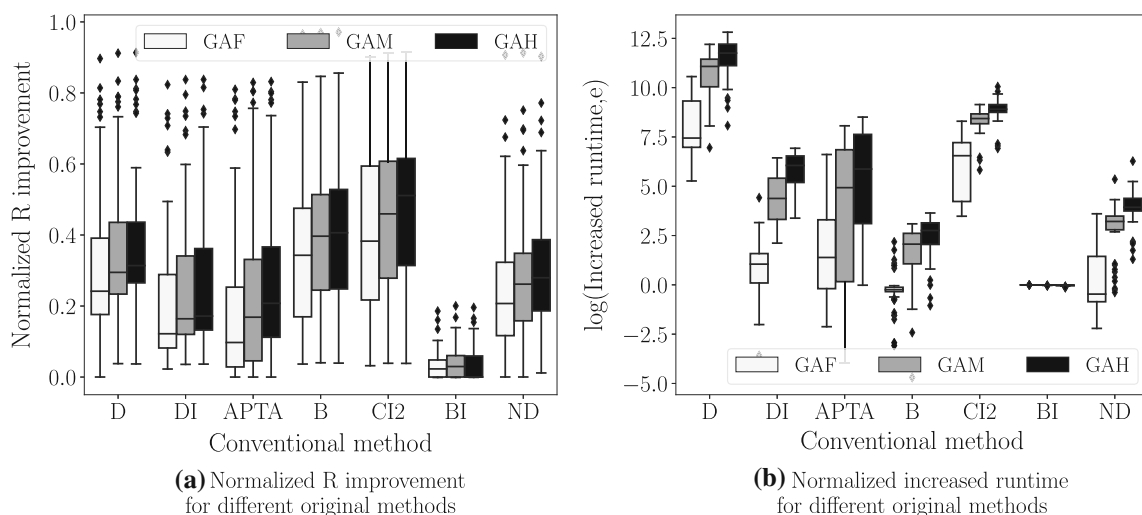 1.0
0.8
0.6
0.4
0.2
0.0
Normalized R improvement
GAF GAM GAH
D DI APTA B CI2 BI ND
Conventional method
(a) Normalized R improvement
for different original methods
12.5
10.0
7.5
5.0
2.5
0.0
−2.5
−5.0
log(Increased runtime,e)
GAF GAM GAH
D DI APTA B CI2 BI ND
Conventional method
(b) Normalized increased runtime
for different original methods